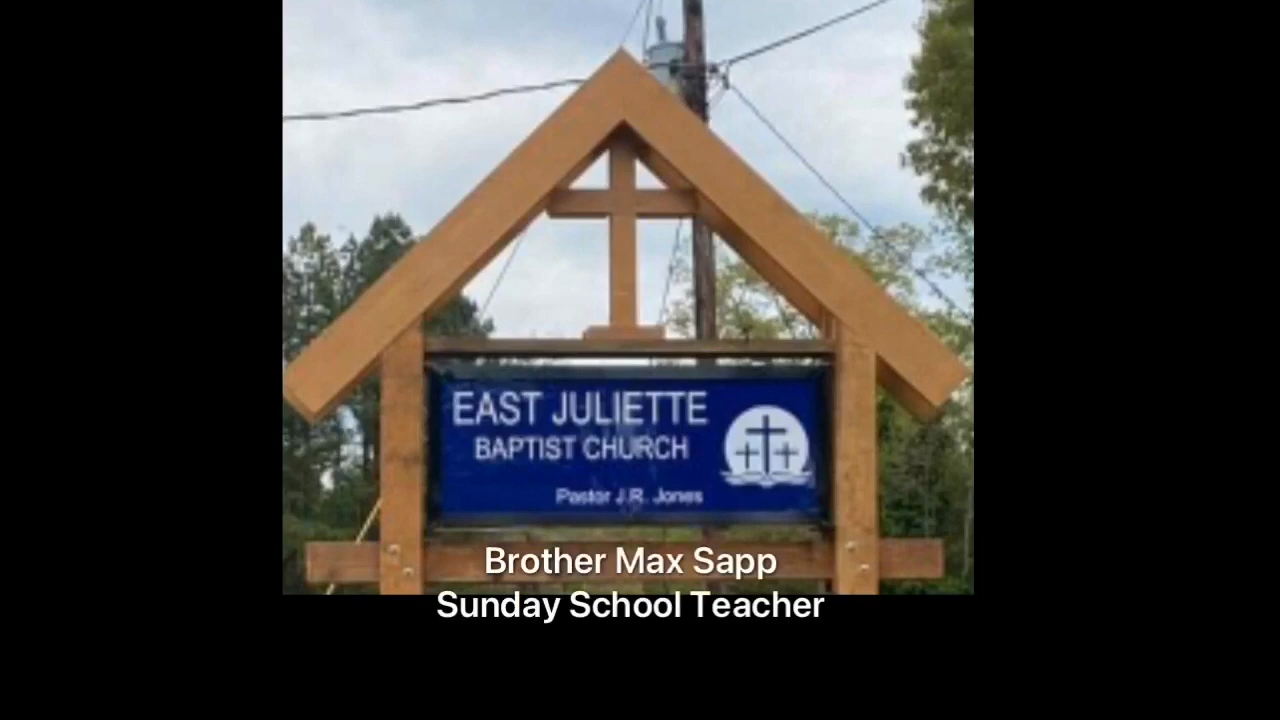 EAST JULIETTE
BAPTIST CHURCH
Pastor J.R. Jones
Brother Max Sapp
Sunday School Teacher